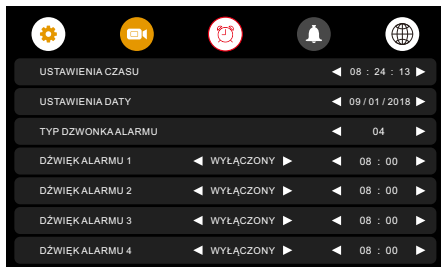 USTAWIENIA CZASU 08 : 24 : 13
USTAWIENIA DATY 09 / 01 / 2018
TYP DZWONKA ALARMU 04
DŹWIĘK ALARMU 1 WYŁĄCZONY 08 : 00
DŹWIĘK ALARMU 2 WYŁĄCZONY 08 : 00
DŹWIĘK ALARMU 3 WYŁĄCZONY 08 : 00
DŹWIĘK ALARMU 4 WYŁĄCZONY 08 : 00